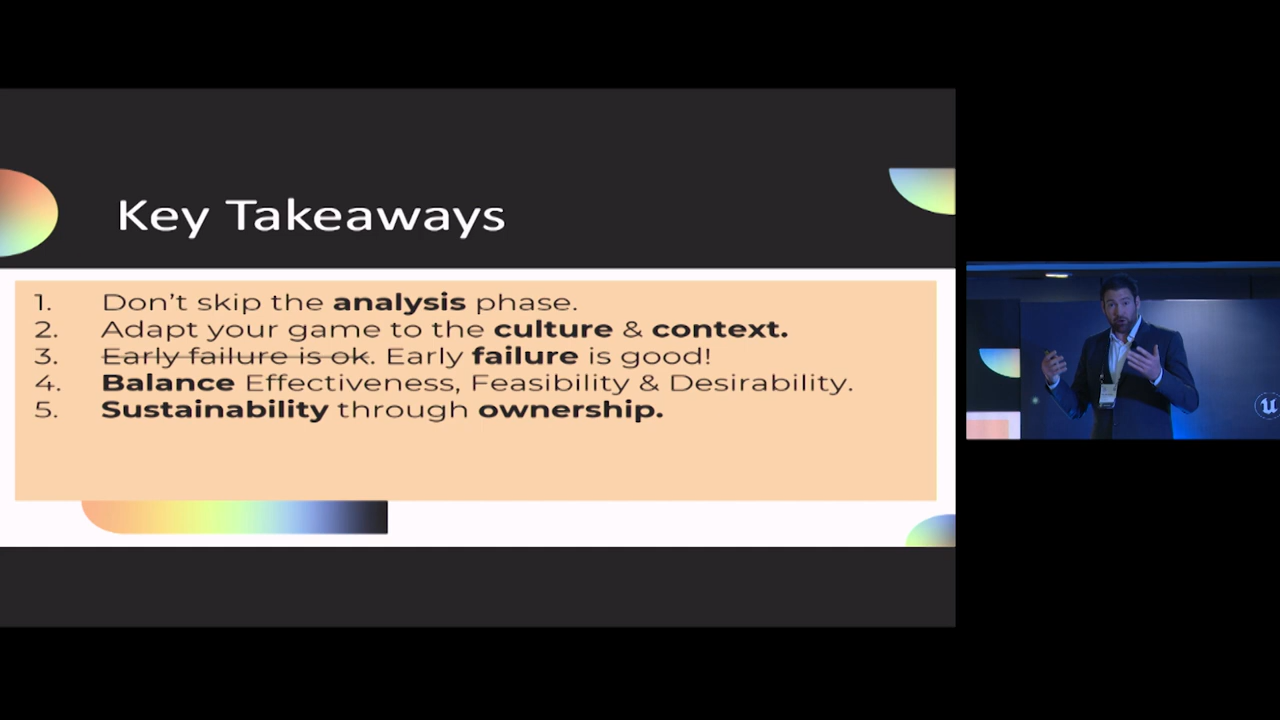 Key Takeaways
1. Don't skip the analysis phase.
2. Adapt your game to the culture & context.
3. Early failure is ok. Early failure is good!
4. Balance Effectiveness, Feasibility & Desirability.
5. Sustainability through ownership.